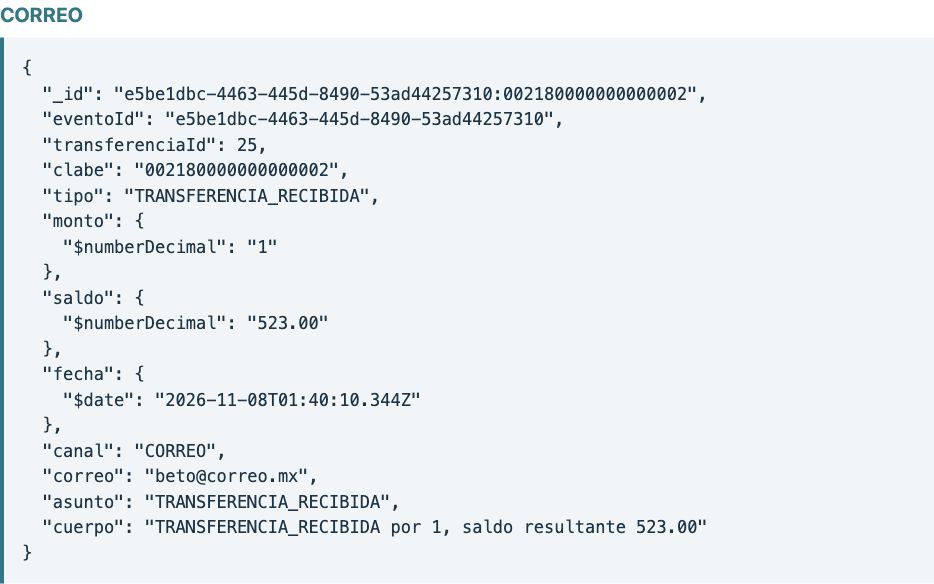 CORREO
{
  "_id": "e5be1dbc-4463-445d-8490-53ad44257310:002180000000000002",
  "eventoId": "e5be1dbc-4463-445d-8490-53ad44257310",
  "transferenciaId": 25,
  "clabe": "002180000000000002",
  "tipo": "TRANSFERENCIA_RECIBIDA",
  "monto": {
    "$numberDecimal": "1"
  },
  "saldo": {
    "$numberDecimal": "523.00"
  },
  "fecha": {
    "$date": "2026-11-08T01:40:10.344Z"
  },
  "canal": "CORREO",
  "correo": "beto@correo.mx",
  "asunto": "TRANSFERENCIA_RECIBIDA",
  "cuerpo": "TRANSFERENCIA_RECIBIDA por 1, saldo resultante 523.00"
}